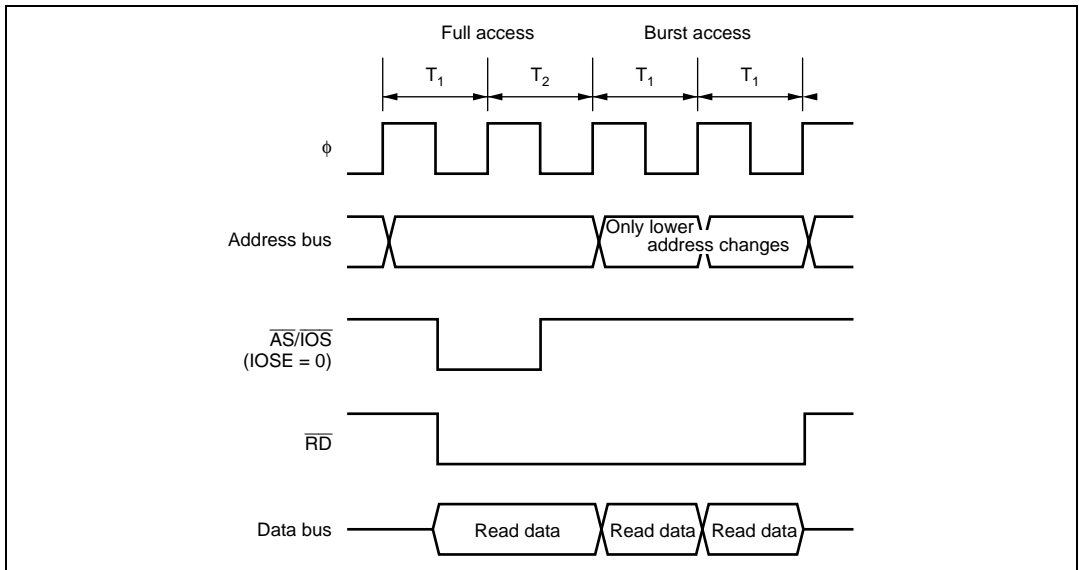 Full access Burst access
T1 T2 T1 T1
φ
Address bus
Only lower
address changes
AS/IOS
(IOSE = 0)
RD
Data bus
Read data Read data Read data